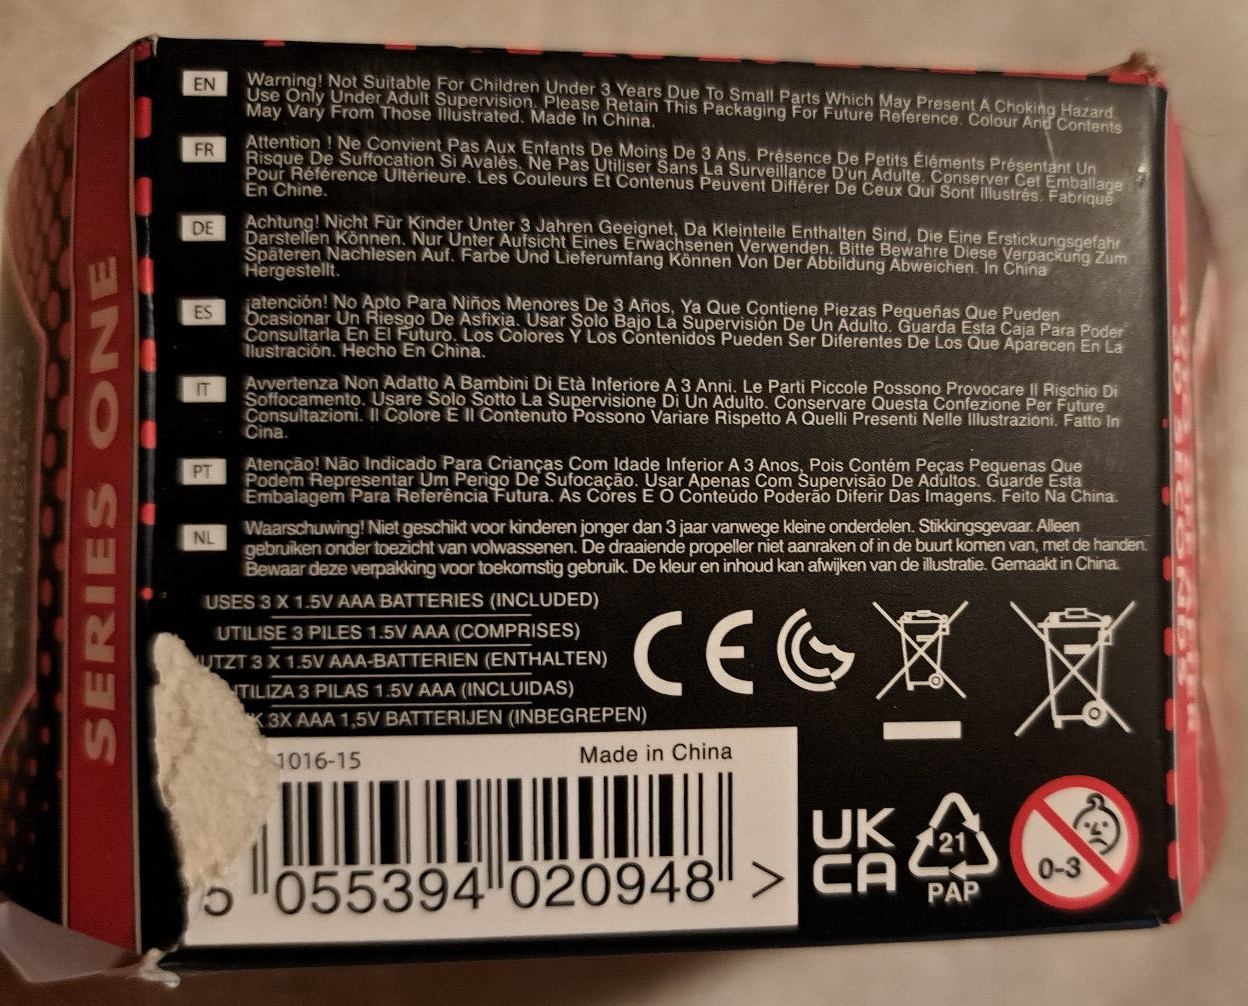 EN
Warning! Not Suitable For Children Under 3 Years Due To Small Parts Which May Present A Choking Hazard.
Use Only Under Adult Supervision. Please Retain This Packaging For Future Reference. Colour And Contents
May Vary From Those Illustrated. Made In China.
FR
Attention ! Ne Convient Pas Aux Enfants De Moins De 3 Ans. Présence De Petits Éléments Présentant Un
Risque De Suffocation Si Avalés. Ne Pas Utiliser Sans La Surveillance D'un Adulte. Conserver Cet Emballage
Pour Référence Ultérieure. Les Couleurs Et Contenus Peuvent Différer De Ceux Qui Sont Illustrés. Fabriqué
En Chine.
DE
Achtung! Nicht Für Kinder Unter 3 Jahren Geeignet, Da Kleinteile Enthalten Sind, Die Eine Erstickungsgefahr
Darstellen Können. Nur Unter Aufsicht Eines Erwachsenen Verwenden. Bitte Bewahre Diese Verpackung Zum
Späteren Nachlesen Auf. Farbe Und Lieferumfang Können Von Der Abbildung Abweichen. In China
Hergestellt.
ES
¡atención! No Apto Para Niños Menores De 3 Años, Ya Que Contiene Piezas Pequeñas Que Pueden
Ocasionar Un Riesgo De Asfixia. Usar Solo Bajo La Supervisión De Un Adulto. Guarda Esta Caja Para Poder
Consultarla En El Futuro. Los Colores Y Los Contenidos Pueden Ser Diferentes De Los Que Aparecen En La
Ilustración. Hecho En China.
IT
Avvertenza Non Adatto A Bambini Di Età Inferiore A 3 Anni. Le Parti Piccole Possono Provocare Il Rischio Di
Soffocamento. Usare Solo Sotto La Supervisione Di Un Adulto. Conservare Questa Confezione Per Future
Consultazioni. Il Colore E Il Contenuto Possono Variare Rispetto A Quelli Presenti Nelle Illustrazioni. Fatto In
Cina.
PT
Atenção! Não Indicado Para Crianças Com Idade Inferior A 3 Anos, Pois Contém Peças Pequenas Que
Podem Representar Um Perigo De Sufocação. Usar Apenas Com Supervisão De Adultos. Guarde Esta
Embalagem Para Referência Futura. As Cores E O Conteúdo Poderão Diferir Das Imagens. Feito Na China.
NL
Waarschuwing! Niet geschikt voor kinderen jonger dan 3 jaar vanwege kleine onderdelen. Stikkingsgevaar. Alleen
gebruiken onder toezicht van volwassenen. De draaiende propeller niet aanraken of in de buurt komen van, met de handen.
Bewaar deze verpakking voor toekomstig gebruik. De kleur en inhoud kan afwijken van de illustratie. Gemaakt in China.
USES 3 X 1.5V AAA BATTERIES (INCLUDED)
UTILISE 3 PILES 1.5V AAA (COMPRISES)
UTZT 3 X 1.5V AAA-BATTERIEN (ENTHALTEN)
TILIZA 3 PILAS 1.5V AAA (INCLUIDAS)
K 3X AAA 1,5V BATTERIJEN (INBEGREPEN)
CE
1016-15
Made in China
5 055394 020948 >
UK
CA
21
PAP
0-3
SERIES ONE